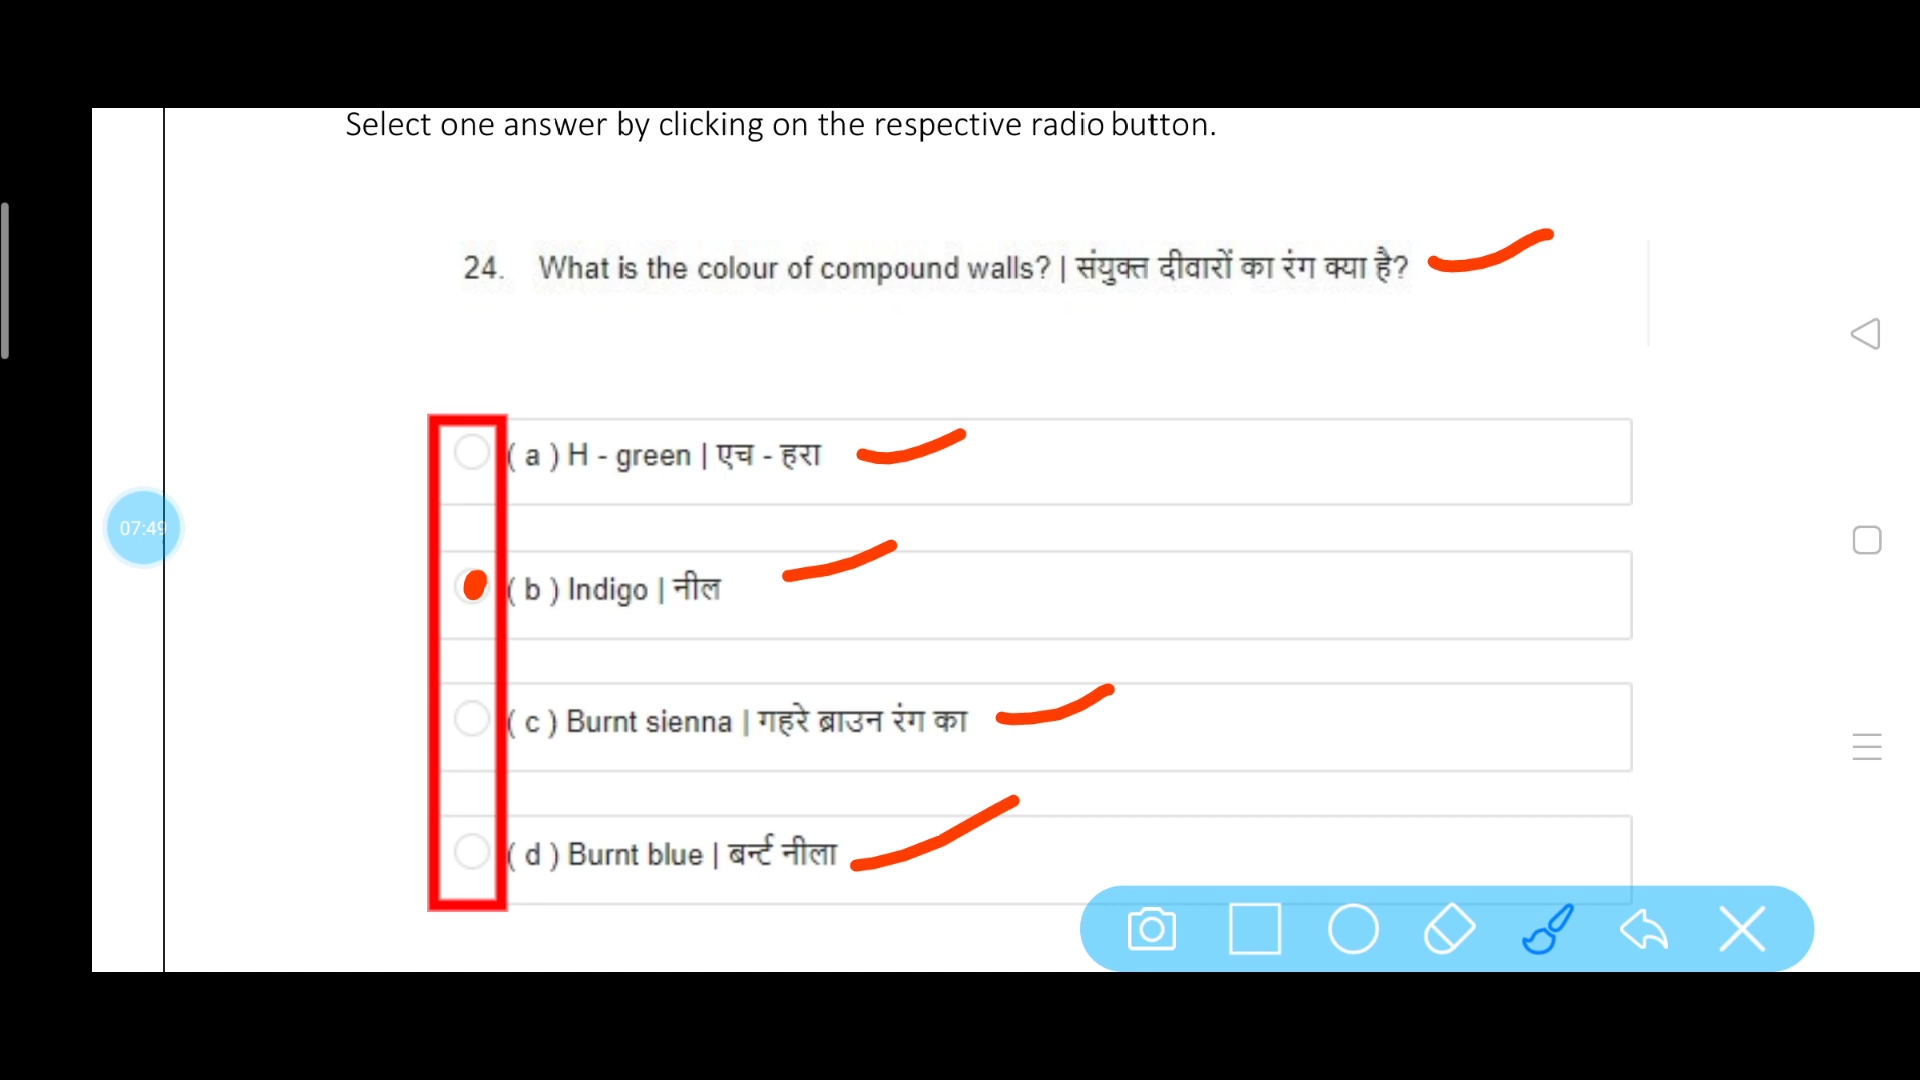 Select one answer by clicking on the respective radio button.
24. What is the colour of compound walls? | संयुक्त दीवारों का रंग क्या है?
( a ) H - green | एच - हरा
07:49
( b ) Indigo | नील
( c ) Burnt sienna | गहरे ब्राउन रंग का
( d ) Burnt blue | बर्न्ट नीला